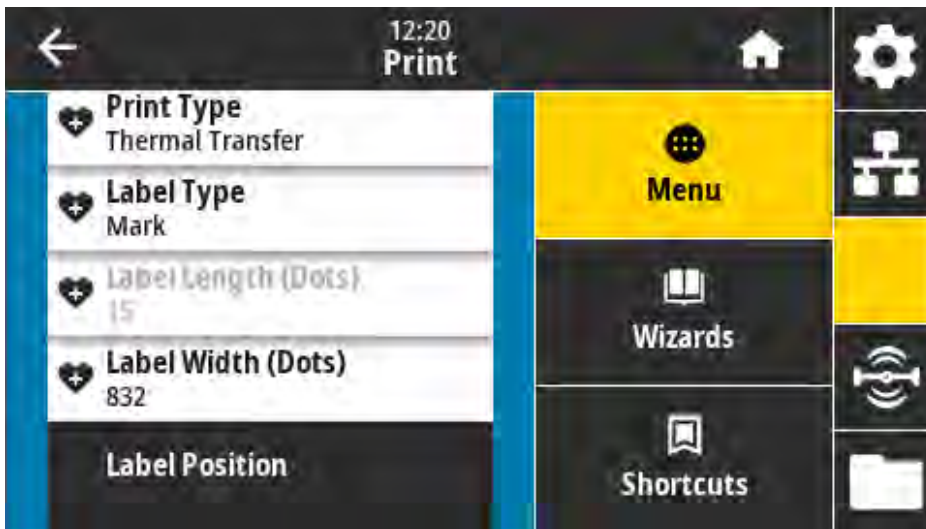 12:20
Print
Print Type
Thermal Transfer
Label Type
Mark
Label Length (Dots)
15
Label Width (Dots)
832
Label Position
Menu
Wizards
Shortcuts